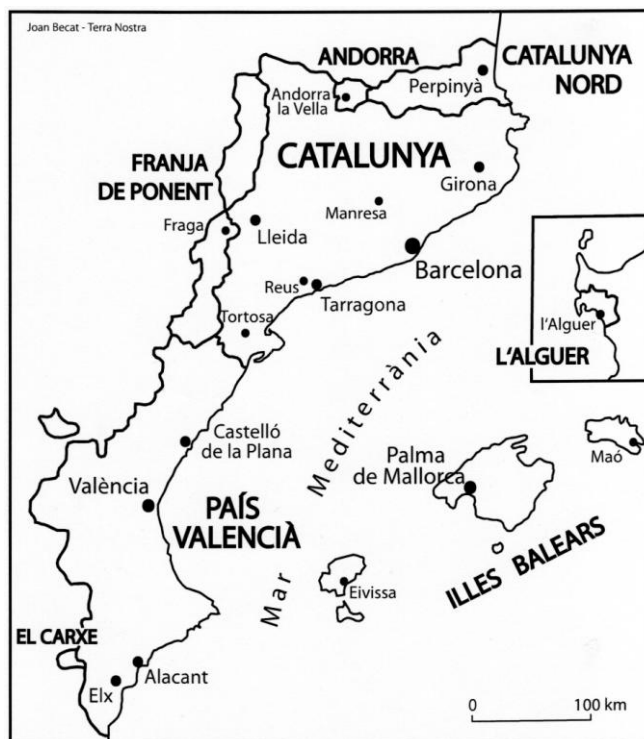 Joan Becat - Terra Nostra
ANDORRA
CATALUNYA
NORD
Perpinyà
Andorra
la Vella
FRANJA
DE PONENT
CATALUNYA
Girona
Manresa
Fraga
Lleida
Barcelona
Reus
Tarragona
Tortosa
l'Alguer
L'ALGUER
Mar Mediterrània
Castelló
de la Plana
Palma
de Mallorca
Maó
València
PAÍS
VALENCIÀ
ILLES BALEARS
Eivissa
EL CARXE
Alacant
Elx
0 100 km